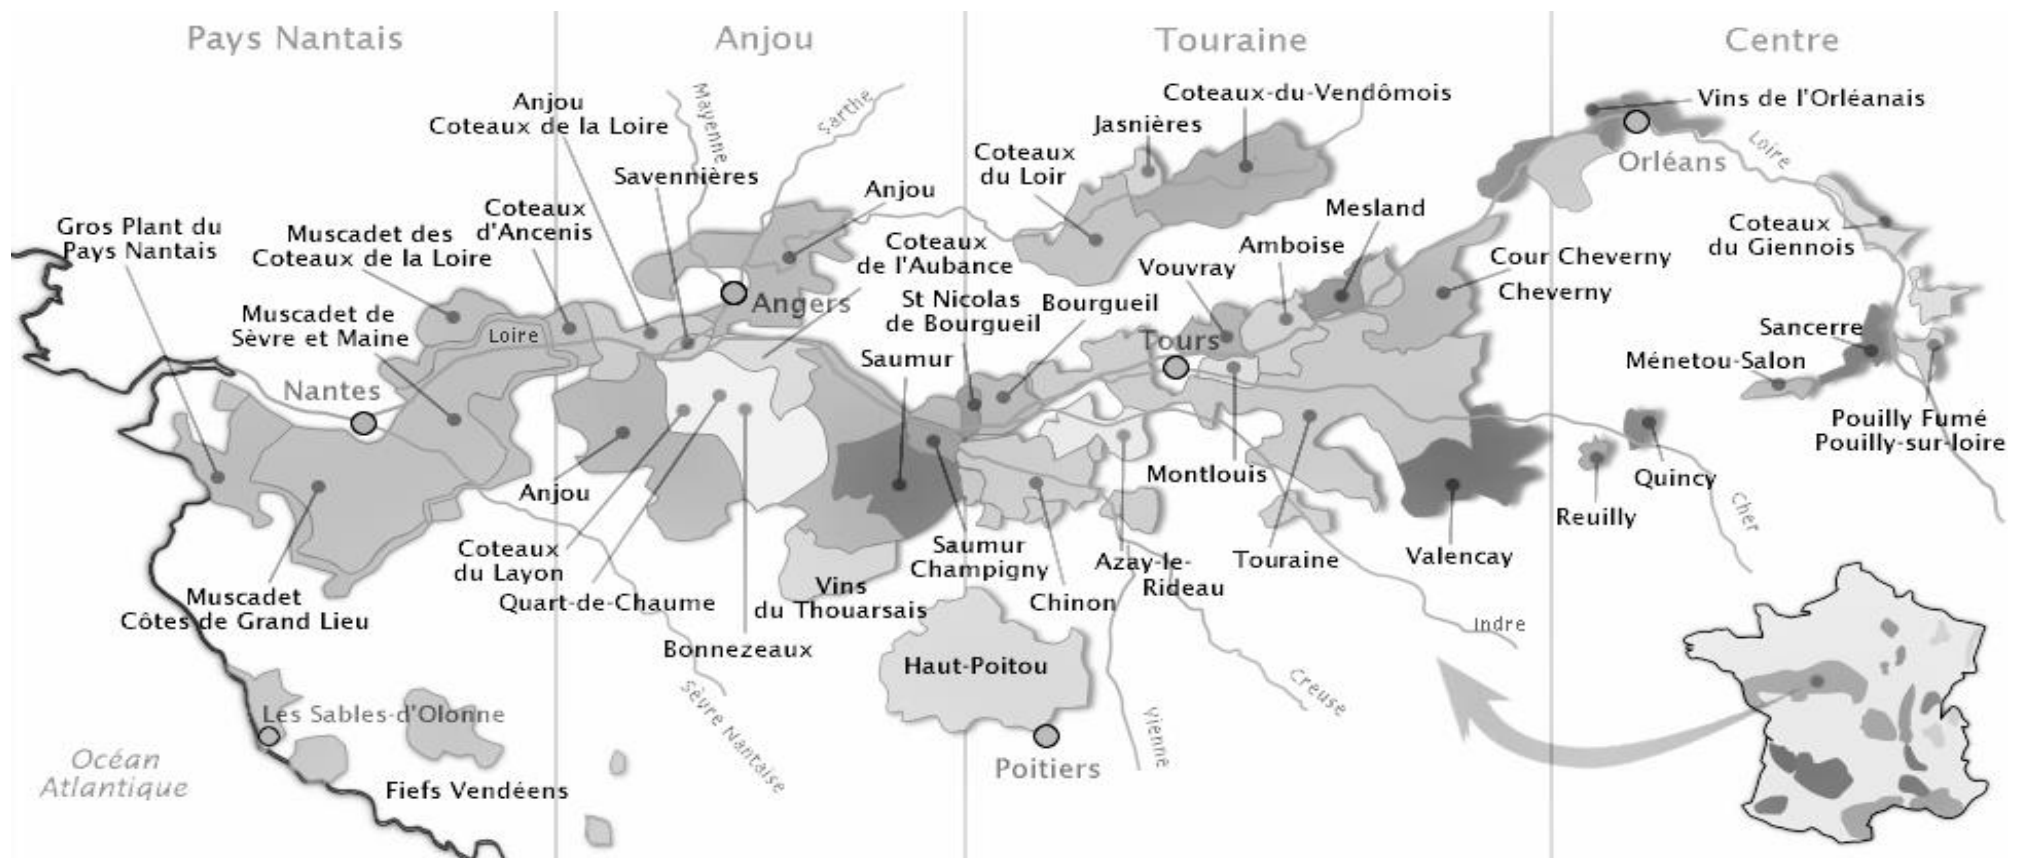 Pays Nantais
Anjou
Touraine
Centre
Anjou
Coteaux de la Loire
Mayenne
Sarthe
Coteaux-du-Vendômois
Vins de l'Orléanais
Jasnières
Coteaux
du Loir
Loire
Orléans
Savennières
Anjou
Gros Plant du
Pays Nantais
Muscadet des
Coteaux de la Loire
Coteaux
d'Ancenis
Mesland
Coteaux
du Giennois
Coteaux
de l'Aubance
Amboise
Vouvray
Cour Cheverny
Cheverny
Angers
St Nicolas
de Bourgueil
Bourgueil
Muscadet de
Sèvre et Maine
Loire
Tours
Saumur
Sancerre
Ménetou-Salon
Nantes
Pouilly Fumé
Pouilly-sur-loire
Anjou
Montlouis
Quincy
Reuilly
Cher
Coteaux
du Layon
Quart-de-Chaume
Bonnezeaux
Saumur
Champigny
Vins
du Thouarsais
Chinon
Azay-le-
Rideau
Touraine
Valencay
Muscadet
Côtes de Grand Lieu
Indre
Haut-Poitou
Creuse
Vienne
Sèvre Nantaise
Les Sables-d'Olonne
Océan
Atlantique
Fiefs Vendéens
Poitiers